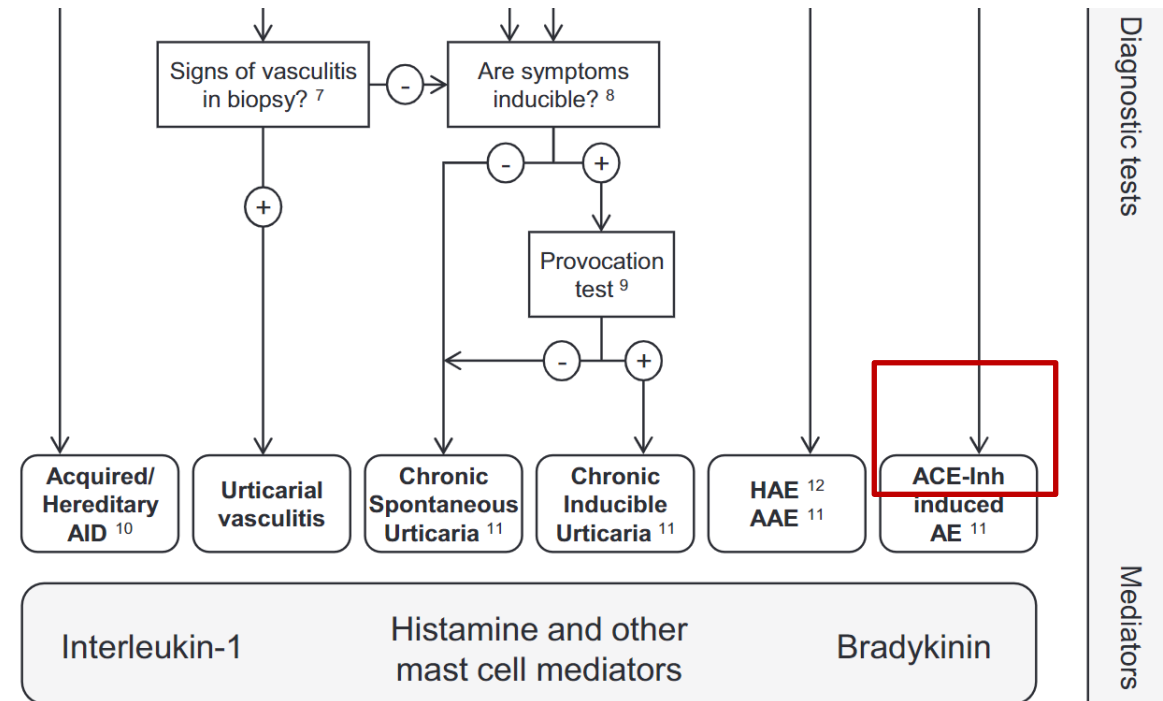 Signs of vasculitis
in biopsy? 7
-
Are symptoms
inducible? 8
-
+
+
Provocation
test 9
-
+
Acquired/
Hereditary
AID 10
Urticarial
vasculitis
Chronic
Spontaneous
Urticaria 11
Chronic
Inducible
Urticaria 11
HAE 12
AAE 11
ACE-Inh
induced
AE 11
Interleukin-1
Histamine and other
mast cell mediators
Bradykinin
Diagnostic tests
Mediators